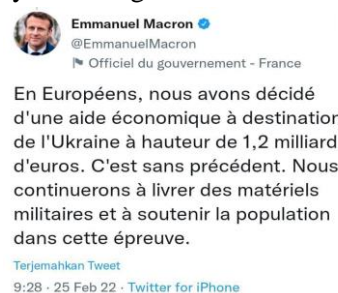 Emmanuel Macron
@EmmanuelMacron
Officiel du gouvernement - France
En Européens, nous avons décidé
d'une aide économique à destination
de l'Ukraine à hauteur de 1,2 milliard
d'euros. C'est sans précédent. Nous
continuerons à livrer des matériels
militaires et à soutenir la population
dans cette épreuve.
Terjemahkan Tweet
9:28 · 25 Feb 22 · Twitter for iPhone